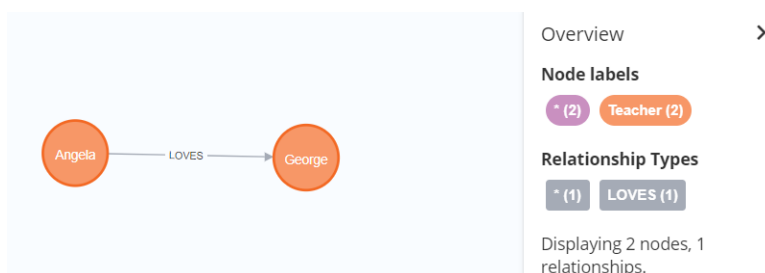 Angela
LOVES
George
Overview
Node labels
* (2) Teacher (2)
Relationship Types
* (1) LOVES (1)
Displaying 2 nodes, 1
relationships.